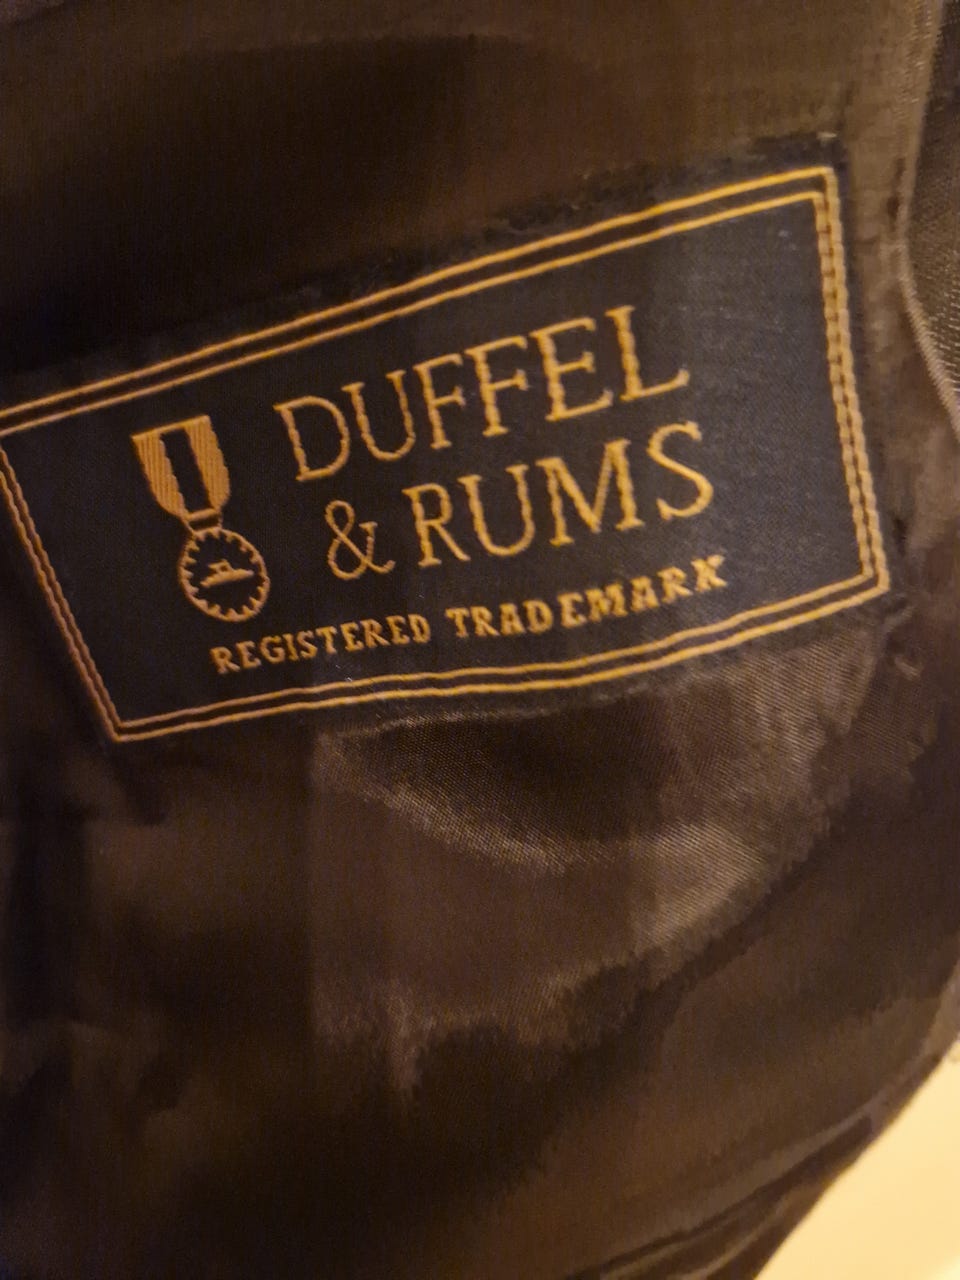 DUFFEL
& RUMS
REGISTERED TRADEMARK